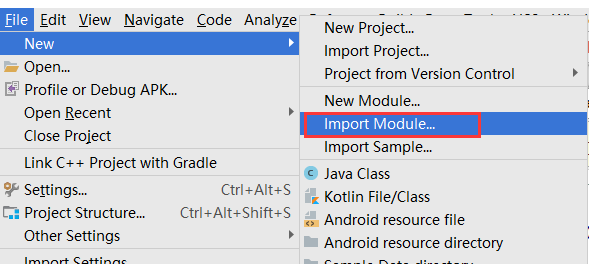 File Edit View Navigate Code Analyze
New
Open...
Profile or Debug APK...
Open Recent
Close Project
Link C++ Project with Gradle
Settings... Ctrl+Alt+S
Project Structure... Ctrl+Alt+Shift+S
Other Settings
Import Settings
New Project...
Import Project...
Project from Version Control
New Module...
Import Module...
Import Sample...
Java Class
Kotlin File/Class
Android resource file
Android resource directory
Sample Data directory